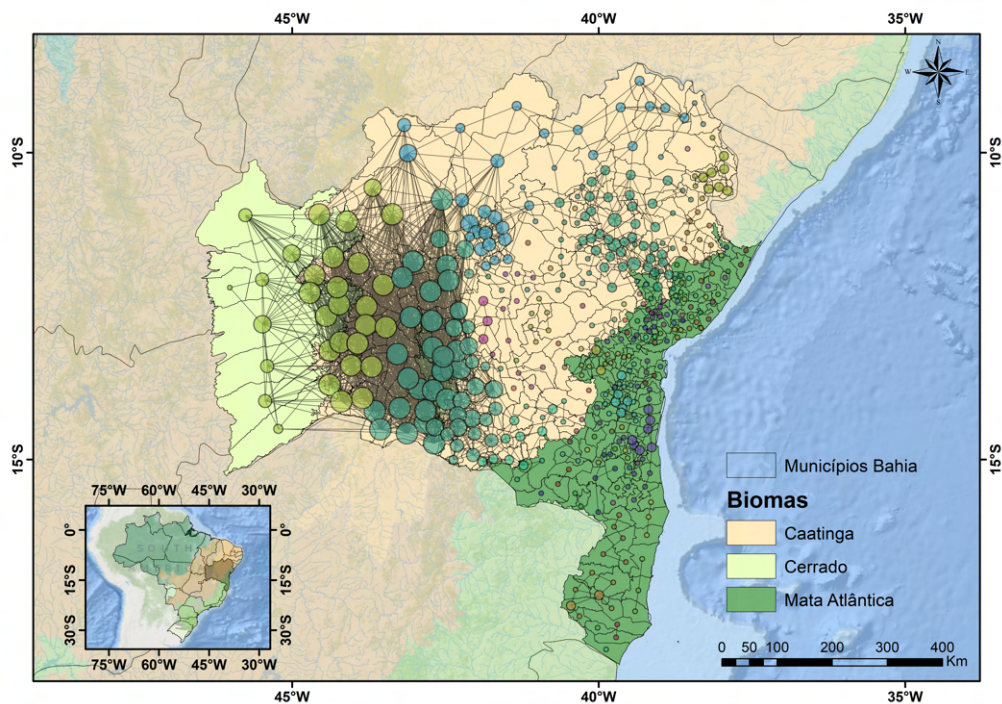 45°W 40°W 35°W
N
W E
S
10°S 10°S
15°S 15°S
Municípios Bahia
Biomas
Caatinga
Cerrado
Mata Atlântica
75°W 60°W 45°W 30°W
0° 0°
SOUTH
15°S 15°S
30°S 30°S
75°W 60°W 45°W 30°W
0 50 100 200 300 400
Km
45°W 40°W 35°W